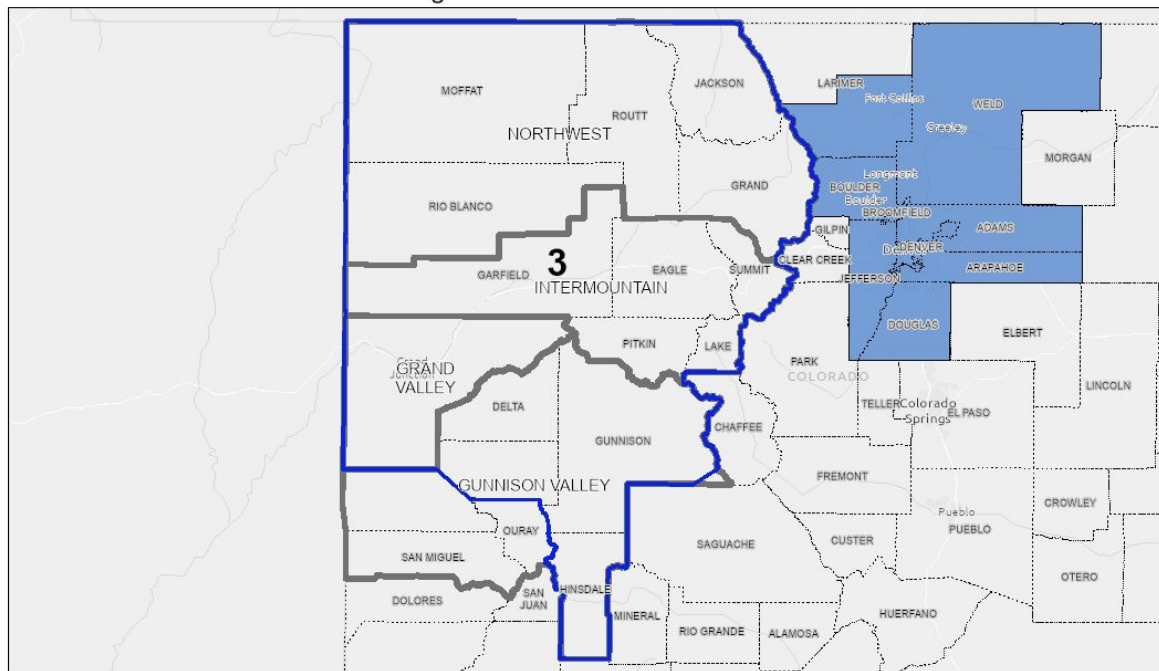 MOFFAT
JACKSON
ROUTT
NORTHWEST
LARIMER
Fort Collins
WELD
Greeley
MORGAN
GRAND
RIO BLANCO
Longmont
BOULDER
Boulder
BROOMFIELD
GILPIN
ADAMS
DENVER
CLEAR CREEK
JEFFERSON
ARAPAHOE
3
GARFIELD
EAGLE
SUMMIT
INTERMOUNTAIN
DOUGLAS
ELBERT
PITKIN
LAKE
PARK
COLORADO
LINCOLN
GRAND
VALLEY
DELTA
TELLER
Colorado
Springs
EL PASO
GUNNISON
CHAFFEE
FREMONT
GUNNISON VALLEY
CROWLEY
Pueblo
PUEBLO
OURAY
SAGUACHE
CUSTER
SAN MIGUEL
OTERO
DOLORES
SAN
JUAN
HINSDALE
MINERAL
RIO GRANDE
ALAMOSA
HUERFANO